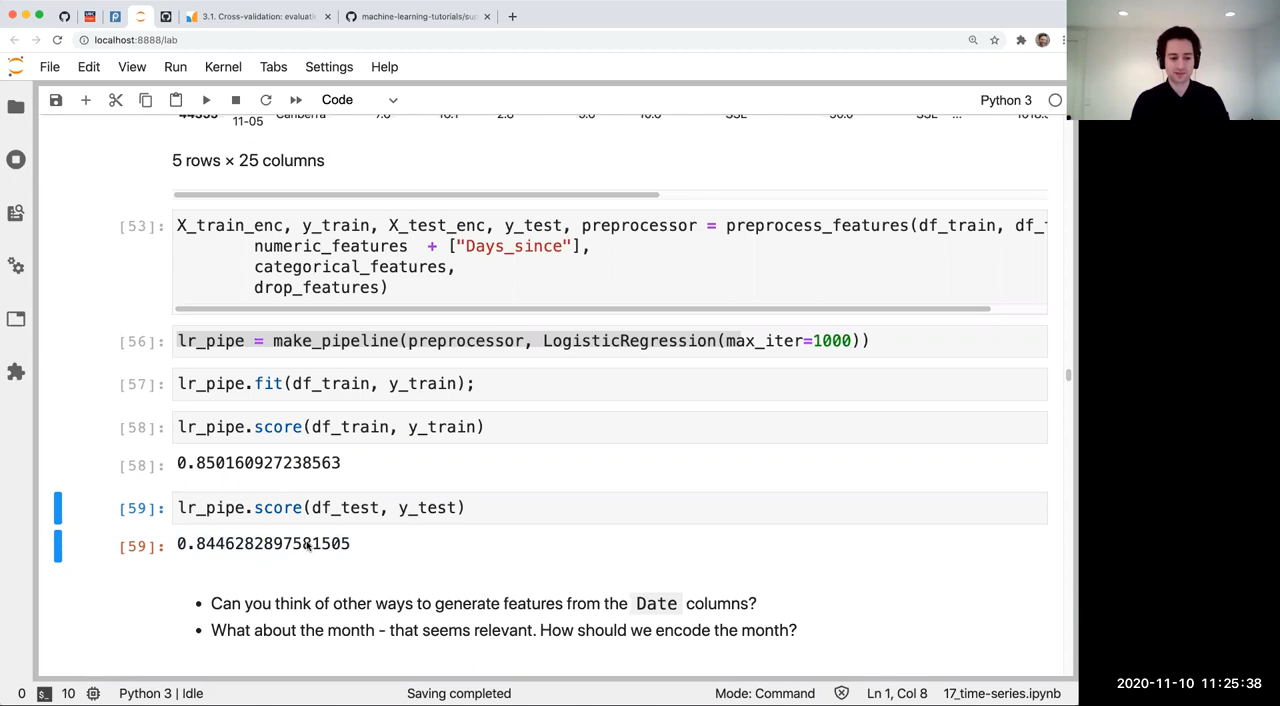 3.1. Cross-validation: evaluati
machine-learning-tutorials/su
localhost:8888/lab
File Edit View Run Kernel Tabs Settings Help
Code
Python 3
11-05 Canberra
5 rows × 25 columns
[53]: X_train_enc, y_train, X_test_enc, y_test, preprocessor = preprocess_features(df_train, df_t
numeric_features + ["Days_since"],
categorical_features,
drop_features)
[56]: lr_pipe = make_pipeline(preprocessor, LogisticRegression(max_iter=1000))
[57]: lr_pipe.fit(df_train, y_train);
[58]: lr_pipe.score(df_train, y_train)
[58]: 0.850160927238563
[59]: lr_pipe.score(df_test, y_test)
[59]: 0.8446282897581505
• Can you think of other ways to generate features from the Date columns?
• What about the month - that seems relevant. How should we encode the month?
0 10 Python 3 | Idle Saving completed Mode: Command Ln 1, Col 8 17_time-series.ipynb
2020-11-10 11:25:38